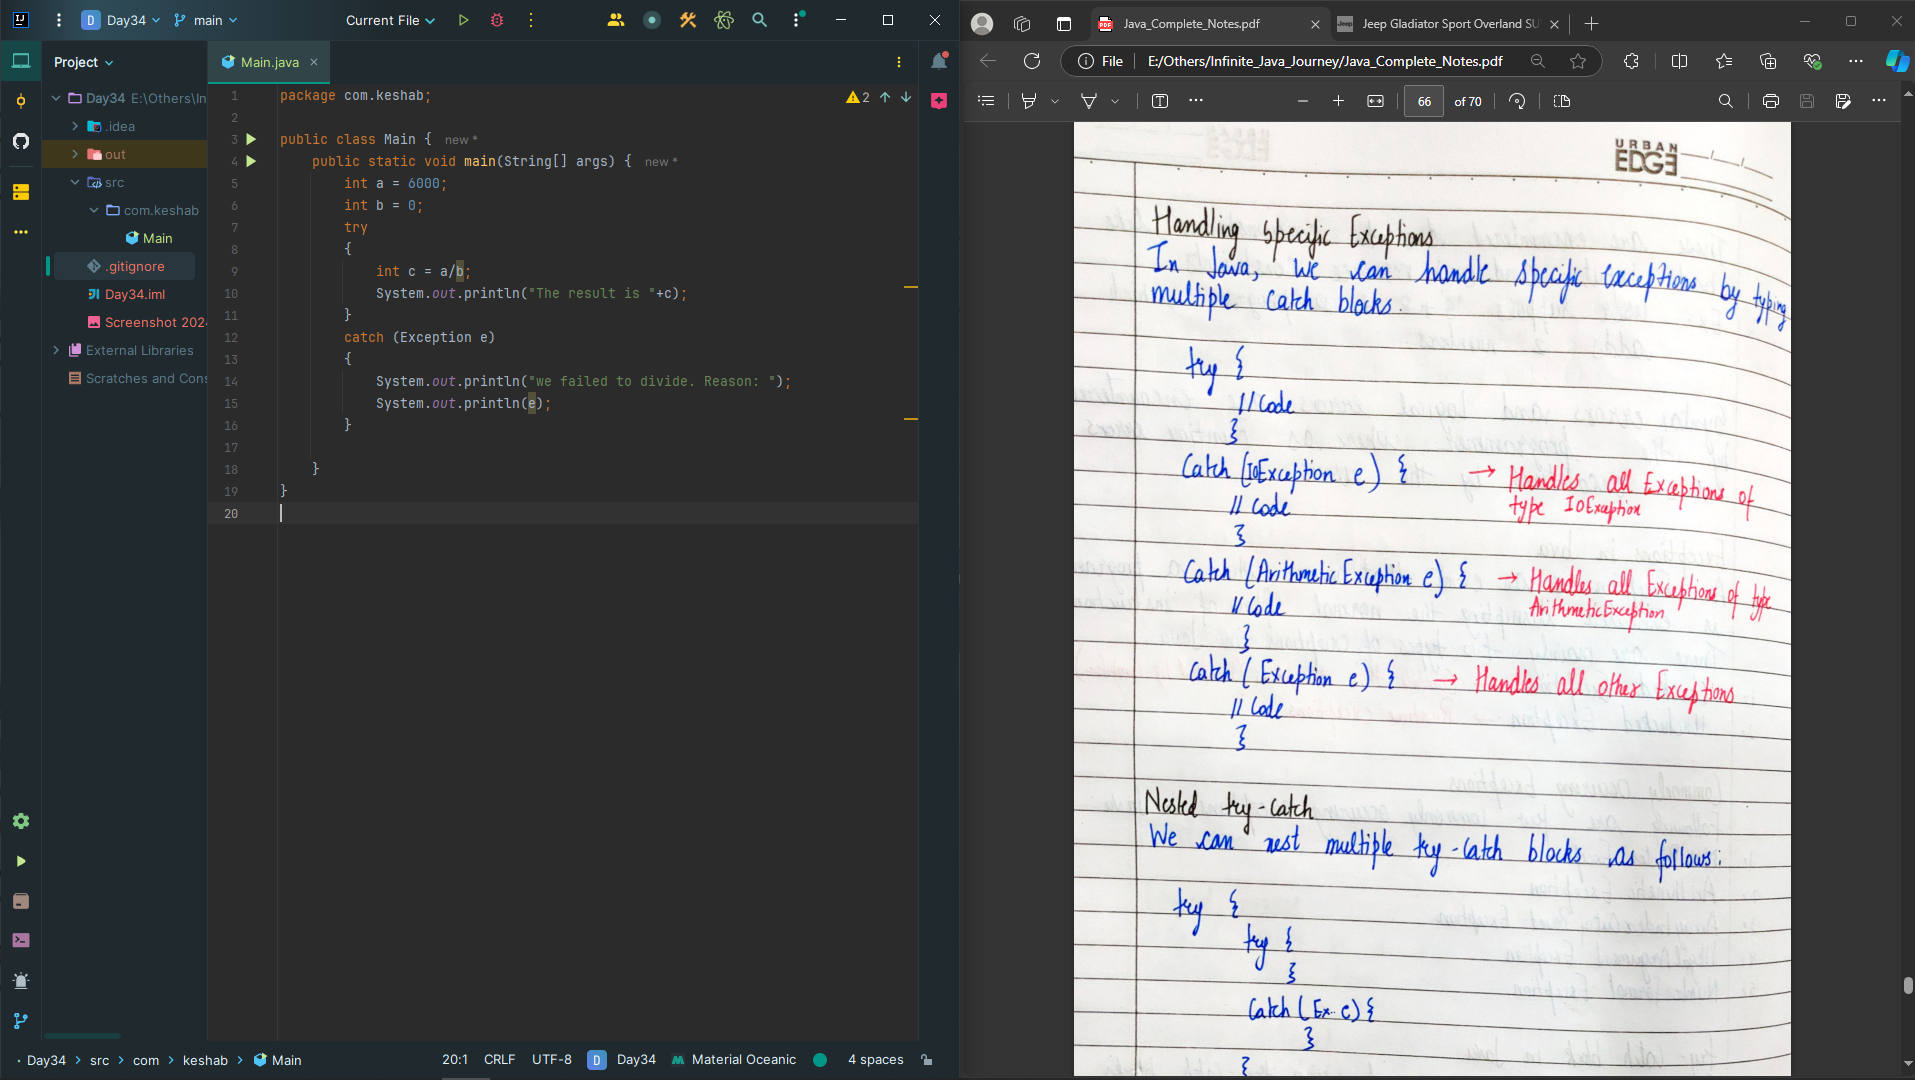 Day34
main
Current File
Project
Main.java
Day34 E:\Others\In
.idea
out
src
com.keshab
Main
.gitignore
Day34.iml
Screenshot 202
External Libraries
Scratches and Cons
2
1 package com.keshab;
2
3 public class Main { new *
4 public static void main(String[] args) { new *
5 int a = 6000;
6 int b = 0;
7 try
8 {
9 int c = a/b;
10 System.out.println("The result is "+c);
11 }
12 catch (Exception e)
13 {
14 System.out.println("we failed to divide. Reason: ");
15 System.out.println(e);
16 }
17
18 }
19 }
20
Day34 > src > com > keshab > Main
20:1 CRLF UTF-8 Day34 Material Oceanic 4 spaces
Java_Complete_Notes.pdf
Jeep Gladiator Sport Overland SU
File E:/Others/Infinite_Java_Journey/Java_Complete_Notes.pdf
66 of 70
URBAN
EDGE
Handling Specific Exceptions
In Java, we can handle specific exceptions by typing
multiple catch blocks.
try {
// Code
}
Catch (IoException e) { → Handles all Exceptions of
type IoException
// Code
}
Catch (Arithmetic Exception e) { → Handles all Exceptions of type
ArithmeticException
// Code
}
Catch ( Exception e) { → Handles all other Exceptions
// Code
}
Nested try-catch
We can nest multiple try-catch blocks as follows:
try {
try {
}
Catch ( Ex.. c) {
}
}